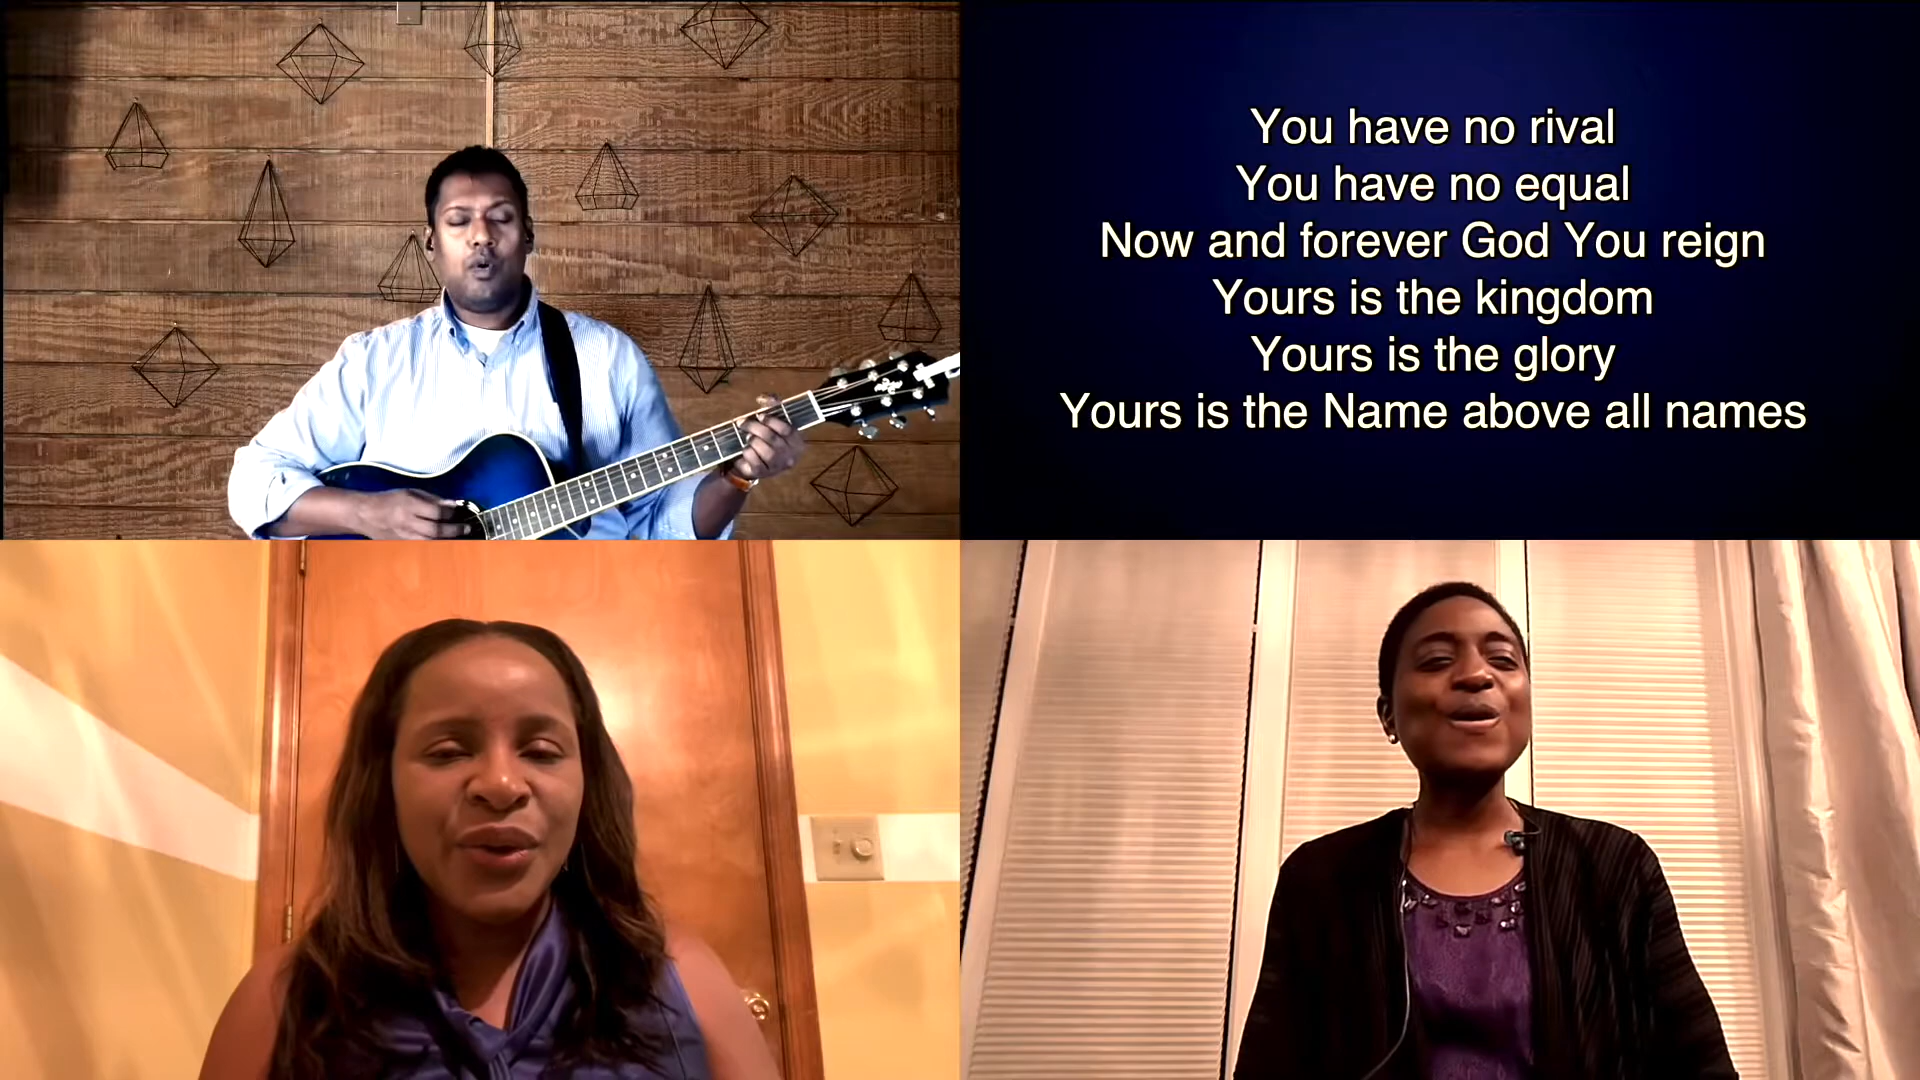 You have no rival
You have no equal
Now and forever God You reign
Yours is the kingdom
Yours is the glory
Yours is the Name above all names